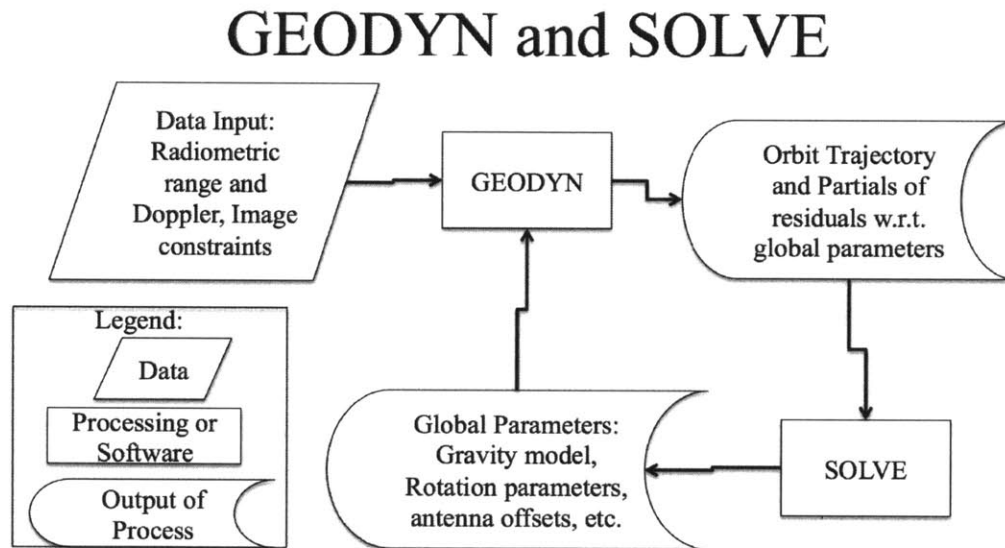 GEODYN and SOLVE
Data Input:
Radiometric
range and
Doppler, Image
constraints
GEODYN
Orbit Trajectory
and Partials of
residuals w.r.t.
global parameters
Legend:
Data
Processing or
Software
Output of
Process
Global Parameters:
Gravity model,
Rotation parameters,
antenna offsets, etc.
SOLVE